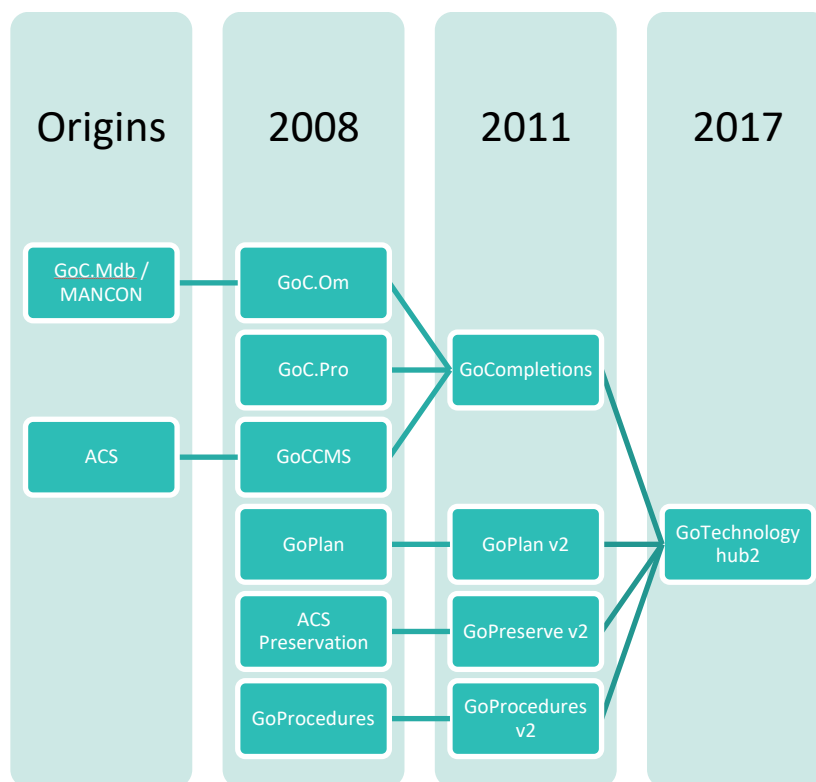 Origins
2008
2011
2017
GoC.Mdb /
MANCON
GoC.Om
GoC.Pro
GoCompletions
ACS
GoCCMS
GoPlan
GoPlan v2
GoTechnology
hub2
ACS
Preservation
GoPreserve v2
GoProcedures
GoProcedures
v2